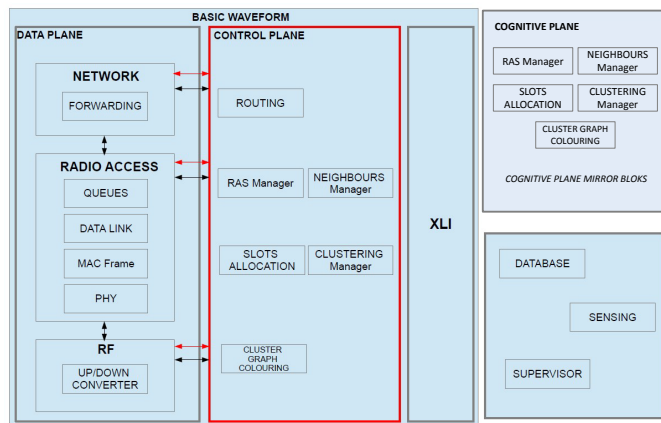 BASIC WAVEFORM
DATA PLANE
NETWORK
FORWARDING
RADIO ACCESS
QUEUES
DATA LINK
MAC Frame
PHY
RF
UP/DOWN
CONVERTER
CONTROL PLANE
ROUTING
RAS Manager
NEIGHBOURS
Manager
SLOTS
ALLOCATION
CLUSTERING
Manager
CLUSTER
GRAPH
COLOURING
XLI
COGNITIVE PLANE
RAS Manager
NEIGHBOURS
Manager
SLOTS
ALLOCATION
CLUSTERING
Manager
CLUSTER GRAPH
COLOURING
COGNITIVE PLANE MIRROR BLOKS
DATABASE
SENSING
SUPERVISOR